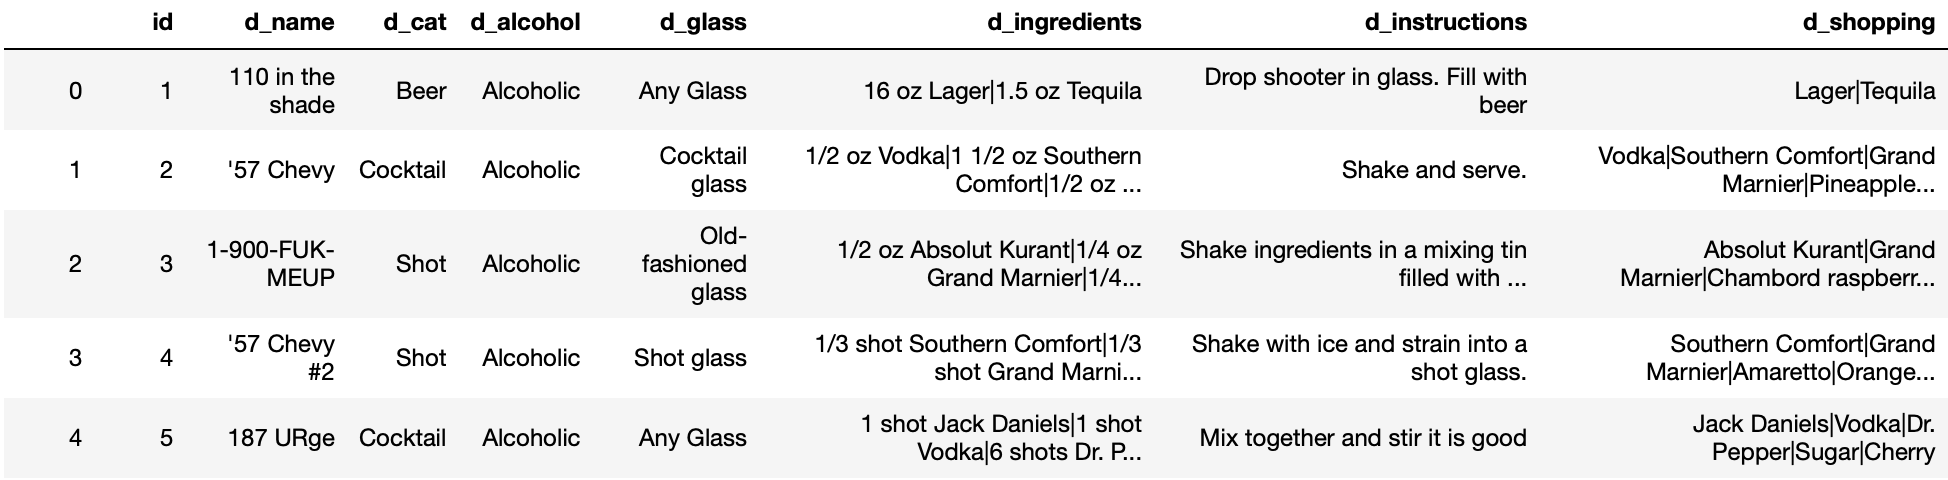 id d_name d_cat d_alcohol d_glass d_ingredients d_instructions d_shopping
0 1 110 in the shade Beer Alcoholic Any Glass 16 oz Lager|1.5 oz Tequila Drop shooter in glass. Fill with beer Lager|Tequila
1 2 '57 Chevy Cocktail Alcoholic Cocktail glass 1/2 oz Vodka|1 1/2 oz Southern Comfort|1/2 oz ... Shake and serve. Vodka|Southern Comfort|Grand Marnier|Pineapple...
2 3 1-900-FUK-MEUP Shot Alcoholic Old-fashioned glass 1/2 oz Absolut Kurant|1/4 oz Grand Marnier|1/4... Shake ingredients in a mixing tin filled with ... Absolut Kurant|Grand Marnier|Chambord raspberr...
3 4 '57 Chevy #2 Shot Alcoholic Shot glass 1/3 shot Southern Comfort|1/3 shot Grand Marni... Shake with ice and strain into a shot glass. Southern Comfort|Grand Marnier|Amaretto|Orange...
4 5 187 URge Cocktail Alcoholic Any Glass 1 shot Jack Daniels|1 shot Vodka|6 shots Dr. P... Mix together and stir it is good Jack Daniels|Vodka|Dr. Pepper|Sugar|Cherry